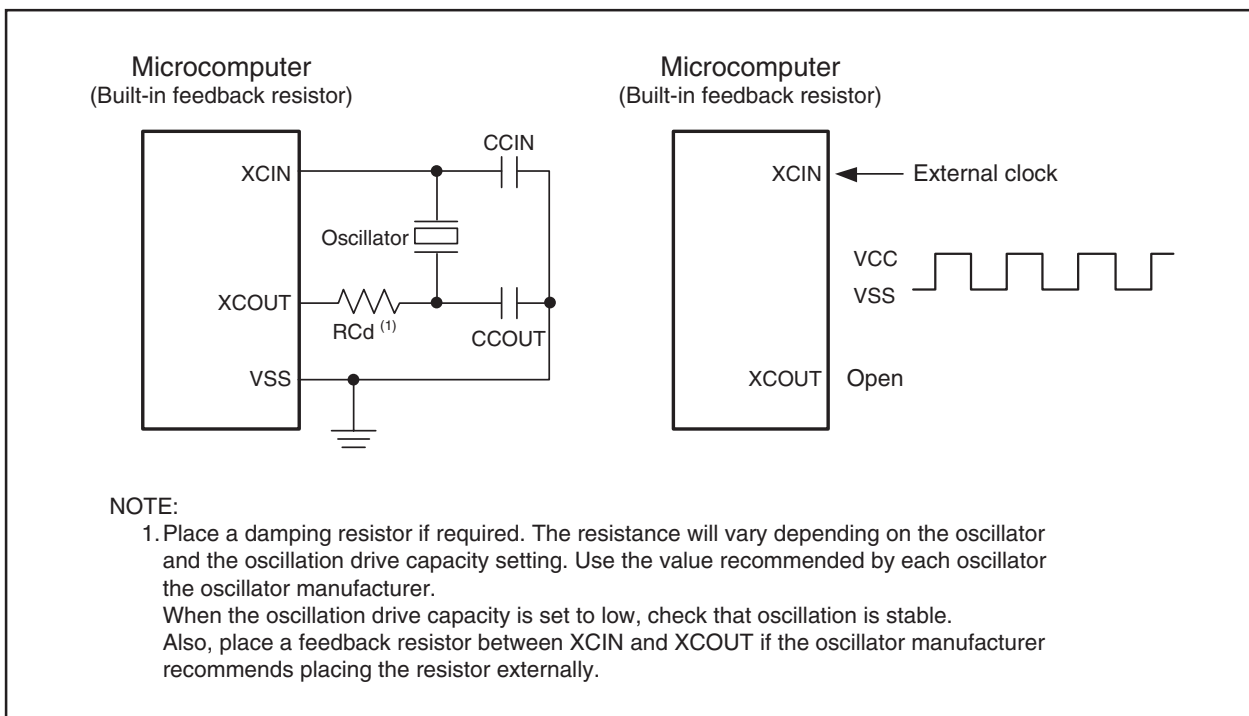 Microcomputer
(Built-in feedback resistor)
XCIN
CCIN
Oscillator
XCOUT
RCd (1)
CCOUT
VSS
Microcomputer
(Built-in feedback resistor)
XCIN
External clock
VCC
VSS
XCOUT
Open
NOTE:
1. Place a damping resistor if required. The resistance will vary depending on the oscillator
and the oscillation drive capacity setting. Use the value recommended by each oscillator
the oscillator manufacturer.
When the oscillation drive capacity is set to low, check that oscillation is stable.
Also, place a feedback resistor between XCIN and XCOUT if the oscillator manufacturer
recommends placing the resistor externally.